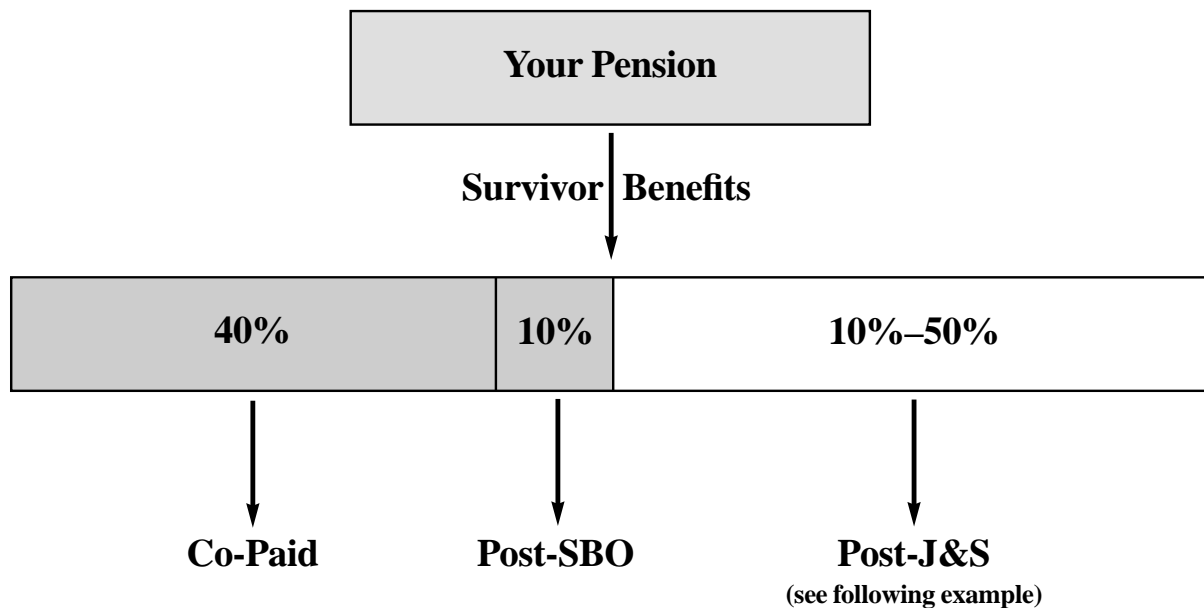 Your Pension
Survivor Benefits
40% 10% 10%–50%
Co-Paid Post-SBO Post-J&S
(see following example)